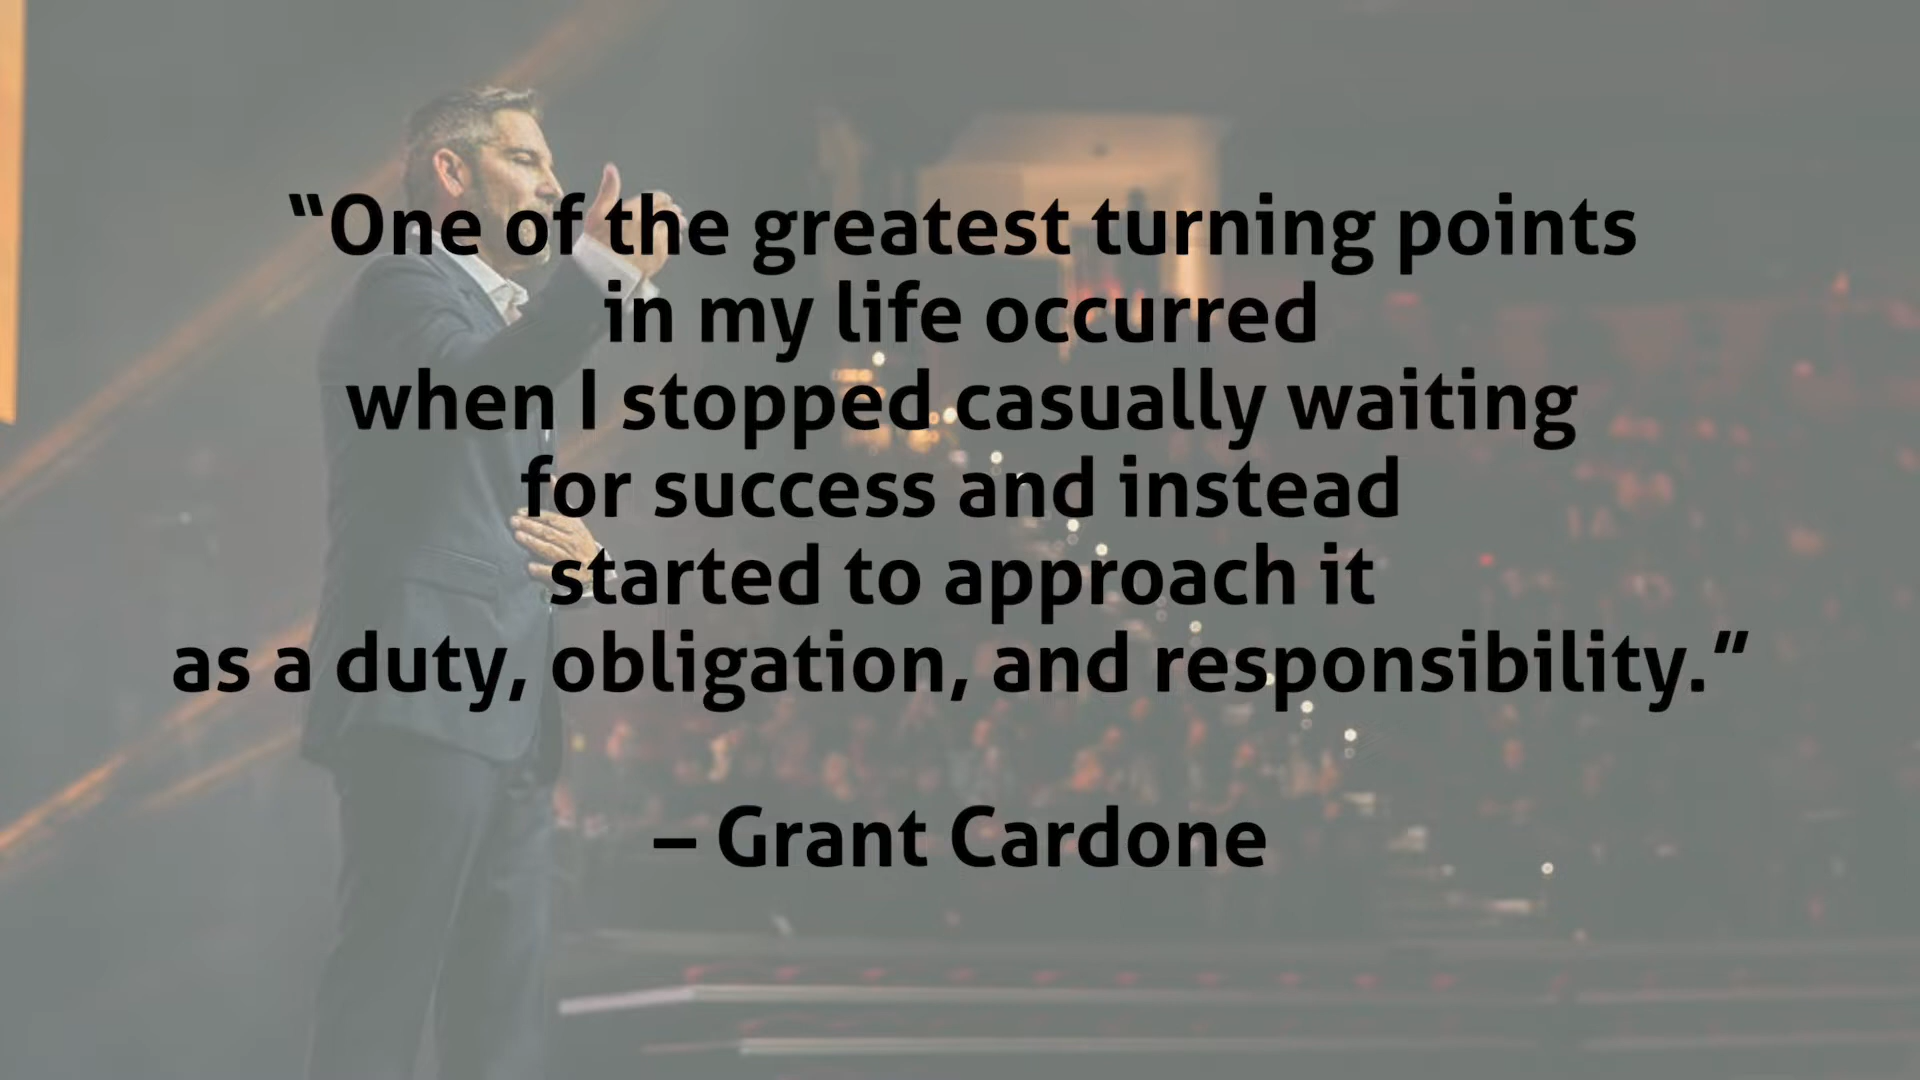 “One of the greatest turning points
in my life occurred
when I stopped casually waiting
for success and instead
started to approach it
as a duty, obligation, and responsibility.”
– Grant Cardone